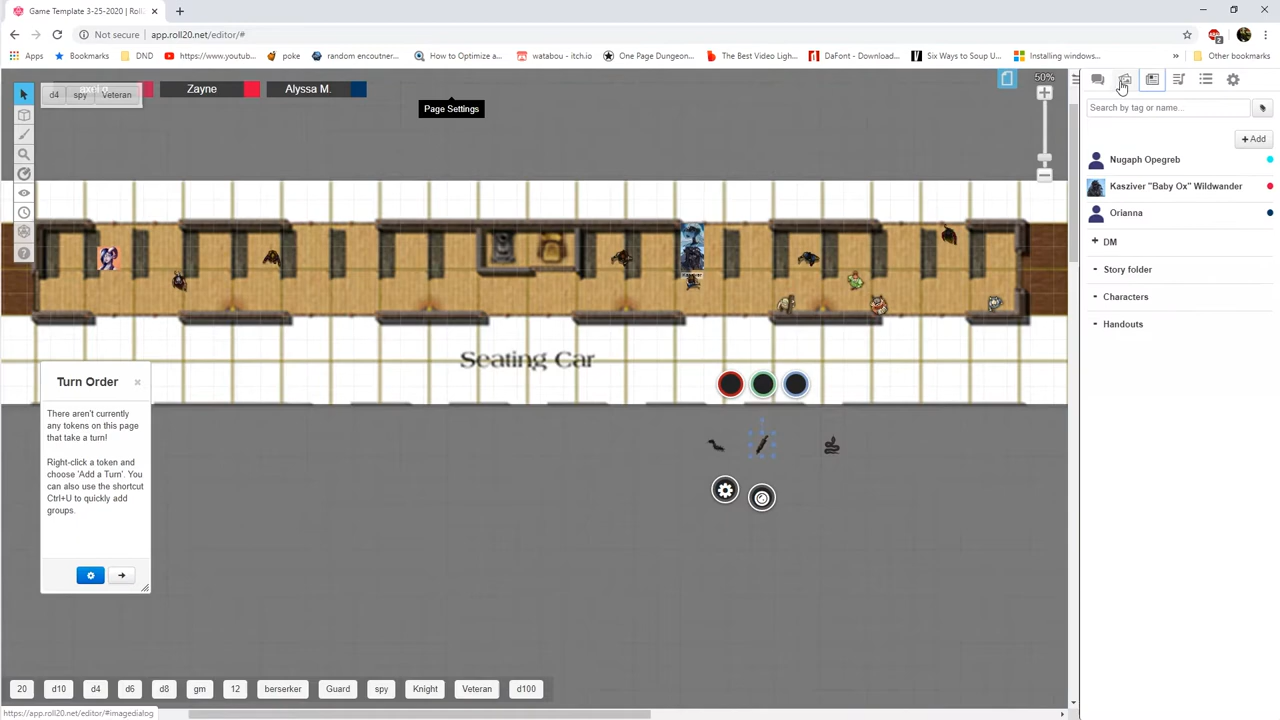 Game Template 3-25-2020 | Roll2
Not secure | app.roll20.net/editor/#
2
Apps
Bookmarks
DND
https://www.youtube...
poke
random encoutner...
How to Optimize a...
watabou - itch.io
One Page Dungeon...
The Best Video Ligh...
DaFont - Download...
Six Ways to Soup U...
Installing windows...
»
Other bookmarks
d4
spy
Veteran
Zayne
Alyssa M.
50%
Page Settings
Search by tag or name...
+ Add
Nugaph Opegreb
Kasziver "Baby Ox" Wildwander
Orianna
+ DM
- Story folder
- Characters
- Handouts
Seating Car
Turn Order ×
There aren't currently
any tokens on this page
that take a turn!
Right-click a token and
choose 'Add a Turn'. You
can also use the shortcut
Ctrl+U to quickly add
groups.
20
d10
d4
d6
d8
gm
12
berserker
Guard
spy
Knight
Veteran
d100
https://app.roll20.net/editor/#imagedialog